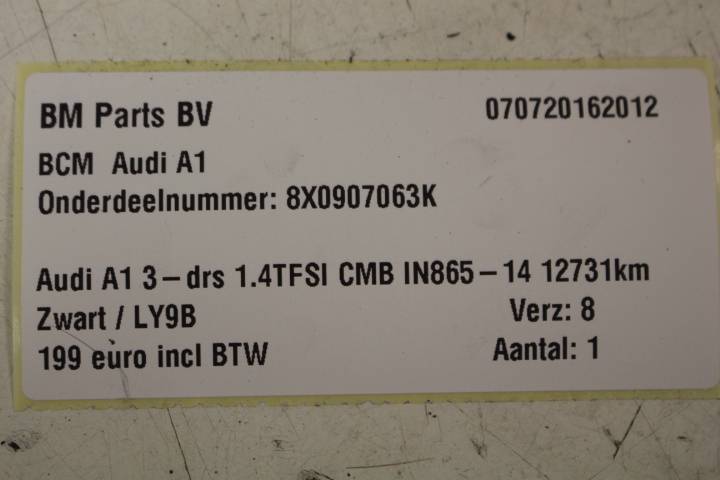 BM Parts BV 070720162012
BCM Audi A1
Onderdeelnummer: 8X0907063K
Audi A1 3-drs 1.4TFSI CMB IN865-14 12731km
Zwart / LY9B Verz: 8
199 euro incl BTW Aantal: 1